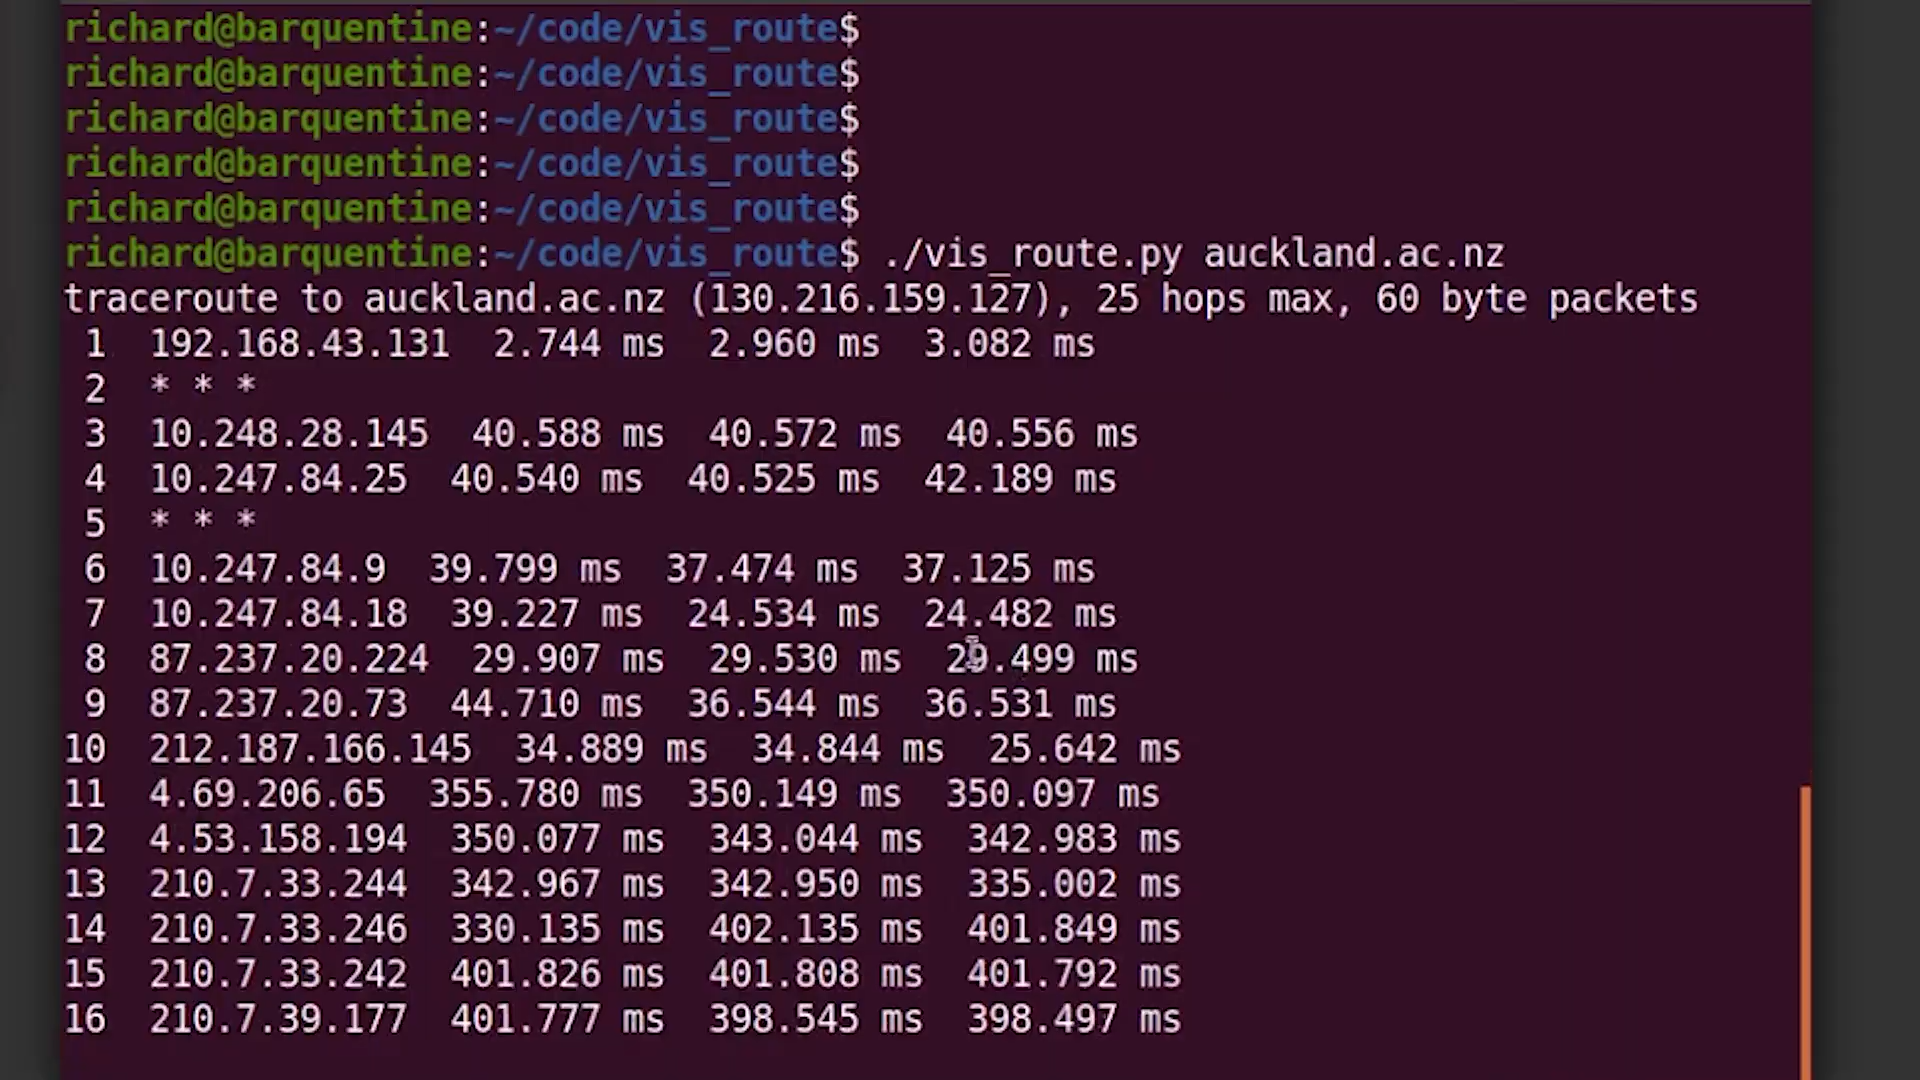 richard@barquentine:~/code/vis_route$
richard@barquentine:~/code/vis_route$
richard@barquentine:~/code/vis_route$
richard@barquentine:~/code/vis_route$
richard@barquentine:~/code/vis_route$
richard@barquentine:~/code/vis_route$ ./vis_route.py auckland.ac.nz
traceroute to auckland.ac.nz (130.216.159.127), 25 hops max, 60 byte packets
1 192.168.43.131 2.744 ms 2.960 ms 3.082 ms
2 * * *
3 10.248.28.145 40.588 ms 40.572 ms 40.556 ms
4 10.247.84.25 40.540 ms 40.525 ms 42.189 ms
5 * * *
6 10.247.84.9 39.799 ms 37.474 ms 37.125 ms
7 10.247.84.18 39.227 ms 24.534 ms 24.482 ms
8 87.237.20.224 29.907 ms 29.530 ms 29.499 ms
9 87.237.20.73 44.710 ms 36.544 ms 36.531 ms
10 212.187.166.145 34.889 ms 34.844 ms 25.642 ms
11 4.69.206.65 355.780 ms 350.149 ms 350.097 ms
12 4.53.158.194 350.077 ms 343.044 ms 342.983 ms
13 210.7.33.244 342.967 ms 342.950 ms 335.002 ms
14 210.7.33.246 330.135 ms 402.135 ms 401.849 ms
15 210.7.33.242 401.826 ms 401.808 ms 401.792 ms
16 210.7.39.177 401.777 ms 398.545 ms 398.497 ms